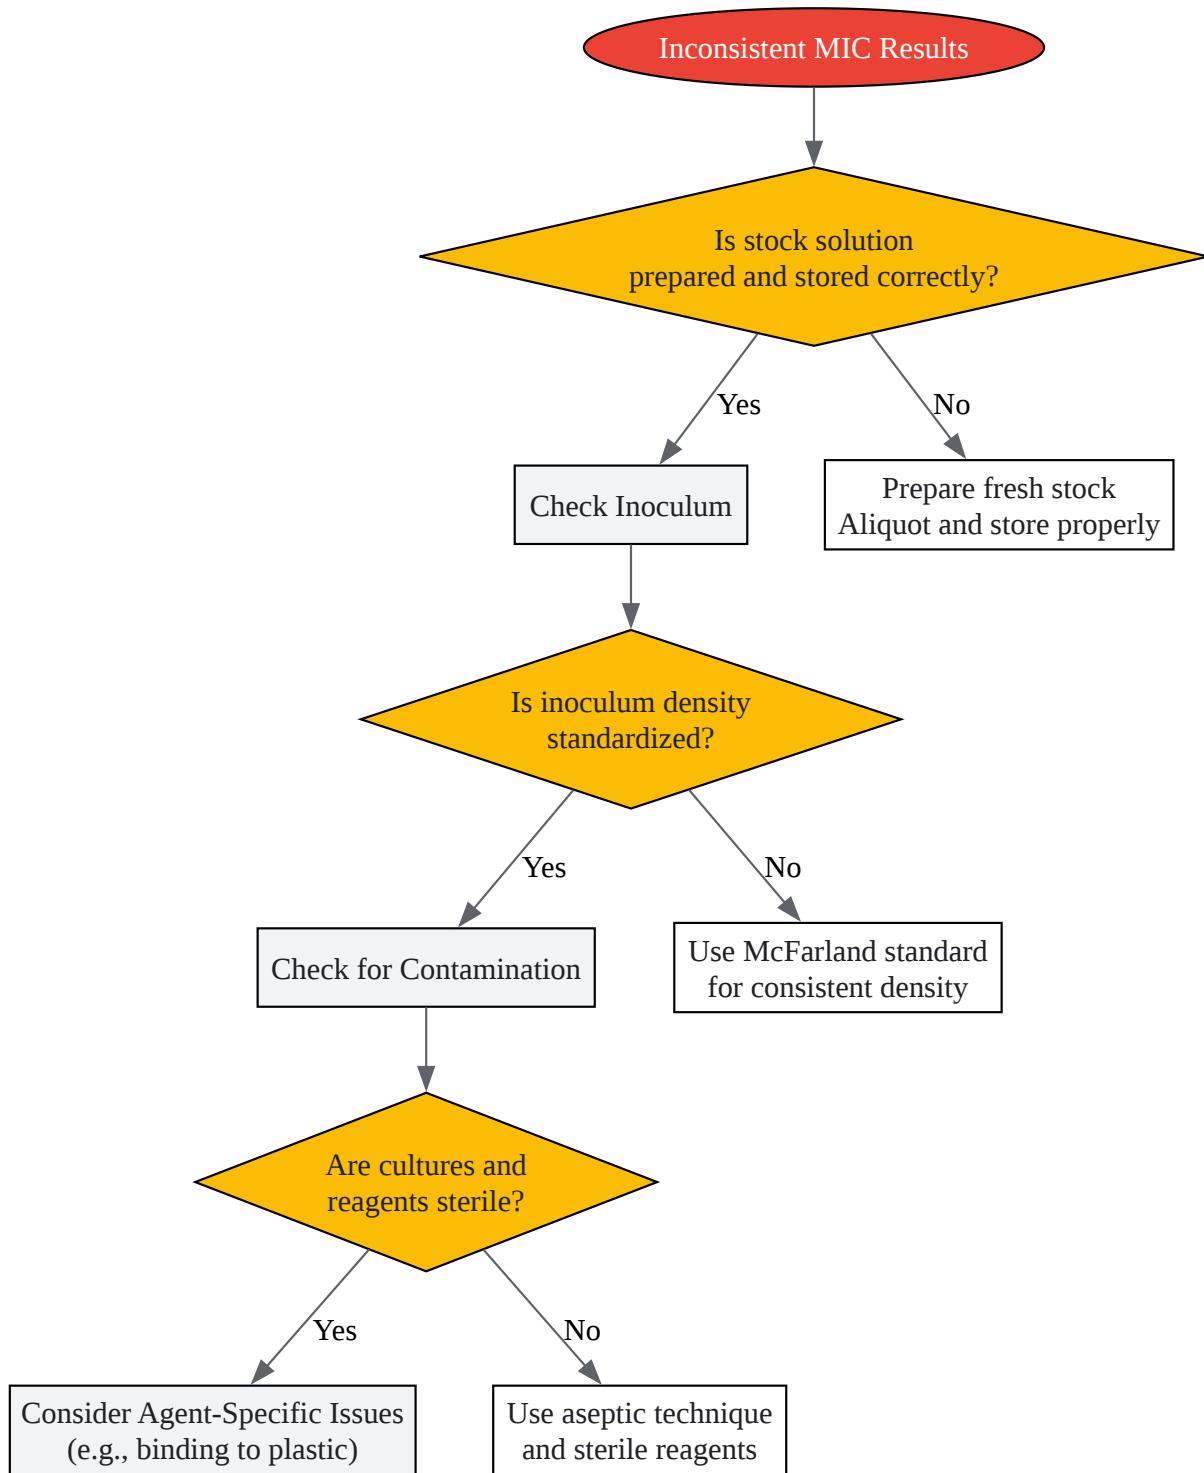 Inconsistent MIC Results
Is stock solution
prepared and stored correctly?
Yes
No
Check Inoculum
Prepare fresh stock
Aliquot and store properly
Is inoculum density
standardized?
Yes
No
Check for Contamination
Use McFarland standard
for consistent density
Are cultures and
reagents sterile?
Yes
No
Consider Agent-Specific Issues
(e.g., binding to plastic)
Use aseptic technique
and sterile reagents